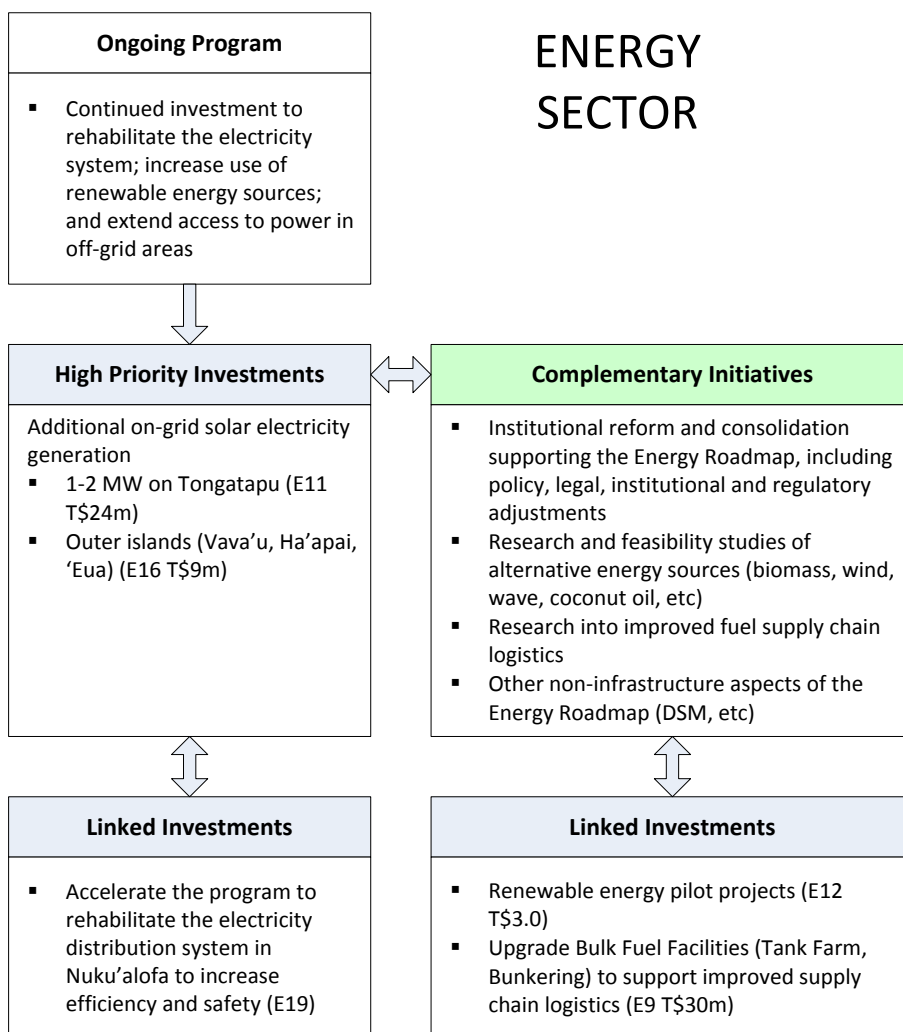 Ongoing Program
ENERGY
SECTOR
▪ Continued investment to
rehabilitate the electricity
system; increase use of
renewable energy sources;
and extend access to power in
off-grid areas
High Priority Investments
Additional on-grid solar electricity
generation
▪ 1-2 MW on Tongatapu (E11
T$24m)
▪ Outer islands (Vava’u, Ha’apai,
‘Eua) (E16 T$9m)
Complementary Initiatives
▪ Institutional reform and consolidation
supporting the Energy Roadmap, including
policy, legal, institutional and regulatory
adjustments
▪ Research and feasibility studies of
alternative energy sources (biomass, wind,
wave, coconut oil, etc)
▪ Research into improved fuel supply chain
logistics
▪ Other non-infrastructure aspects of the
Energy Roadmap (DSM, etc)
Linked Investments
▪ Accelerate the program to
rehabilitate the electricity
distribution system in
Nuku’alofa to increase
efficiency and safety (E19)
Linked Investments
▪ Renewable energy pilot projects (E12
T$3.0)
▪ Upgrade Bulk Fuel Facilities (Tank Farm,
Bunkering) to support improved supply
chain logistics (E9 T$30m)